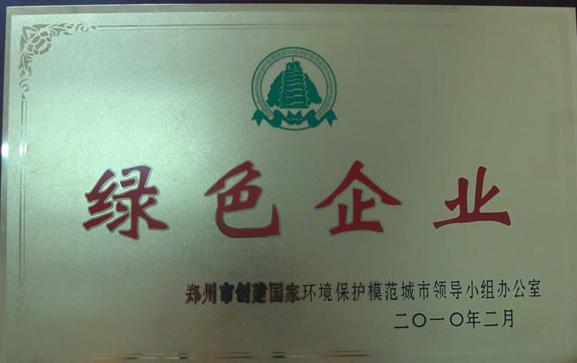 绿色企业
郑州市创建国家环境保护模范城市领导小组办公室
二〇一〇年二月